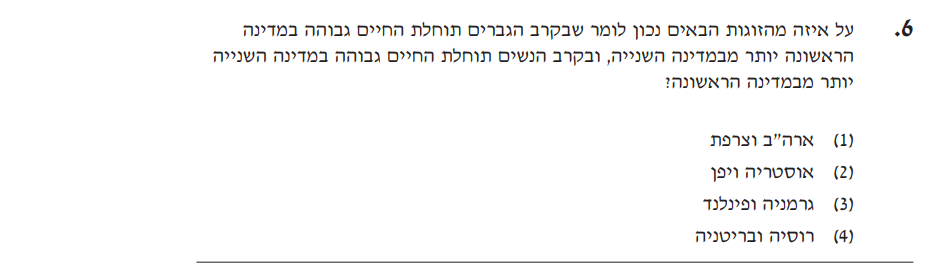 6. על איזה מהזוגות הבאים נכון לומר שבקרב הגברים תוחלת החיים גבוהה במדינה
הראשונה יותר מבמדינה השנייה, ובקרב הנשים תוחלת החיים גבוהה במדינה השנייה
יותר מבמדינה הראשונה?
(1) ארה"ב וצרפת
(2) אוסטריה ויפן
(3) גרמניה ופינלנד
(4) רוסיה ובריטניה